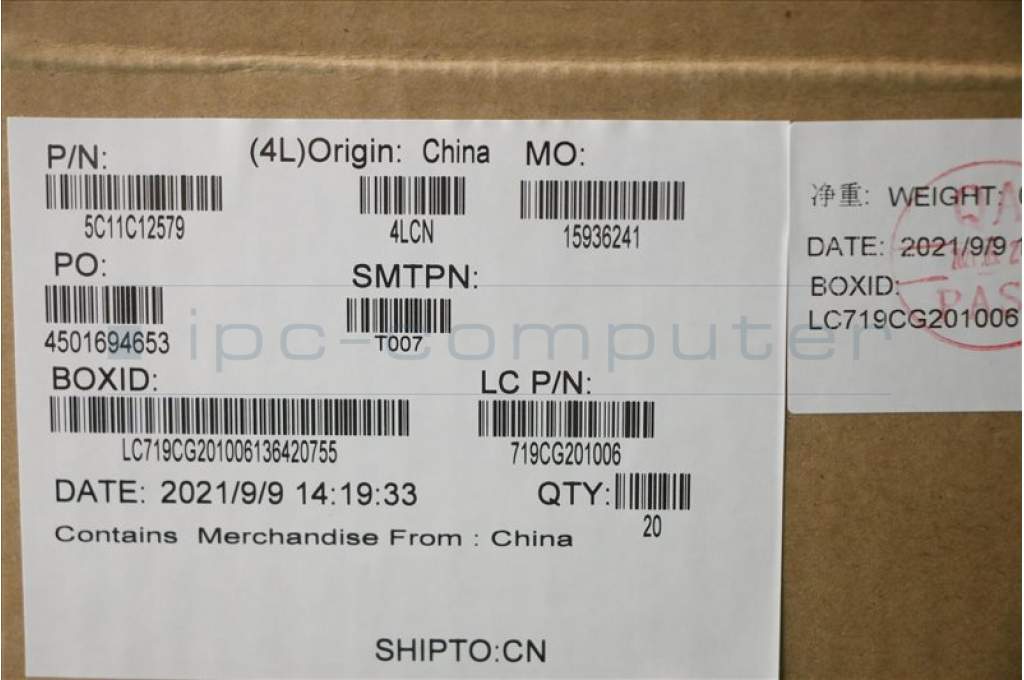 P/N: (4L)Origin: China MO:
5C11C12579 4LCN 15936241
PO: SMTPN:
4501694653 T007
BOXID: LC P/N:
LC719CG201006136420755 719CG201006
DATE: 2021/9/9 14:19:33 QTY:
20
Contains Merchandise From : China
SHIPTO:CN
净重: WEIGHT:
DATE: 2021/9/9
BOXID:
LC719CG201006
QA
PAS
ipc-computer